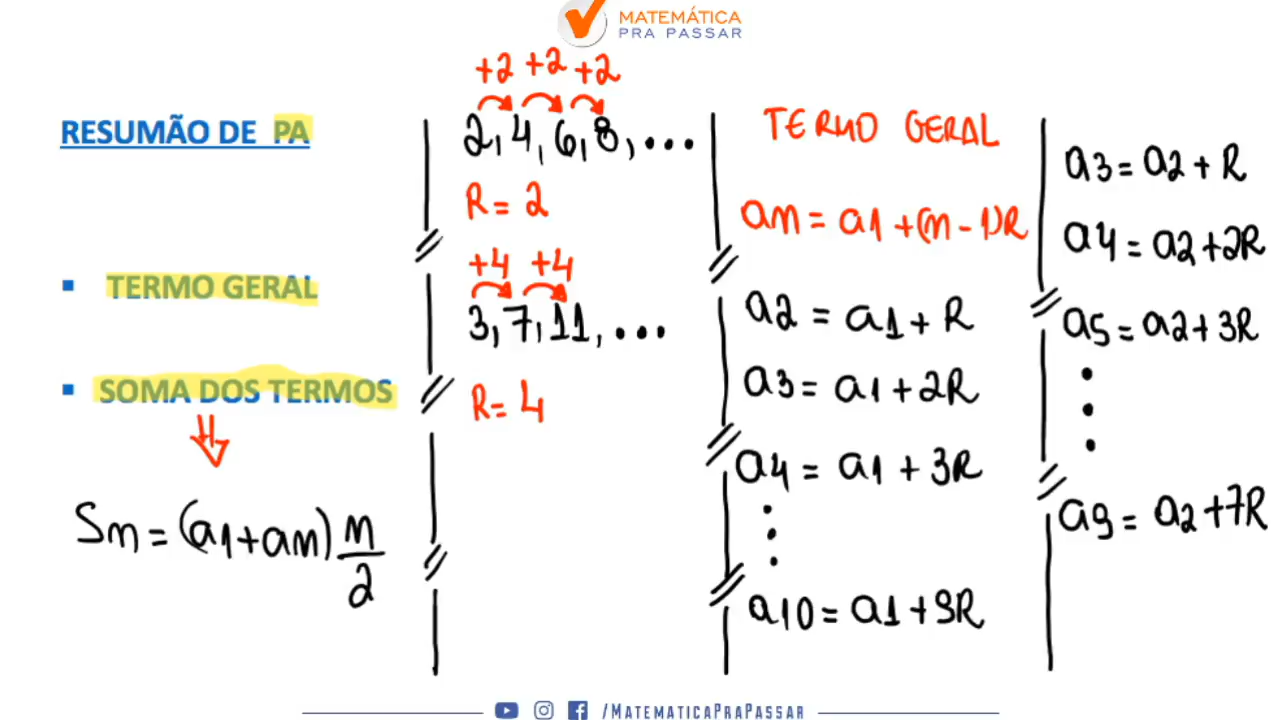 MATEMÁTICA
PRA PASSAR
RESUMÃO DE PA
TERMO GERAL
SOMA DOS TERMOS
Sn = (a1+an) n/2
+2 +2 +2
2, 4, 6, 8, ...
R = 2
+4 +4
3, 7, 11, ...
R = 4
TERMO GERAL
an = a1 + (n - 1)R
a2 = a1 + R
a3 = a1 + 2R
a4 = a1 + 3R
a10 = a1 + 9R
a3 = a2 + R
a4 = a2 + 2R
a5 = a2 + 3R
a9 = a2 + 7R
/MATEMATICAPRAPASSAR